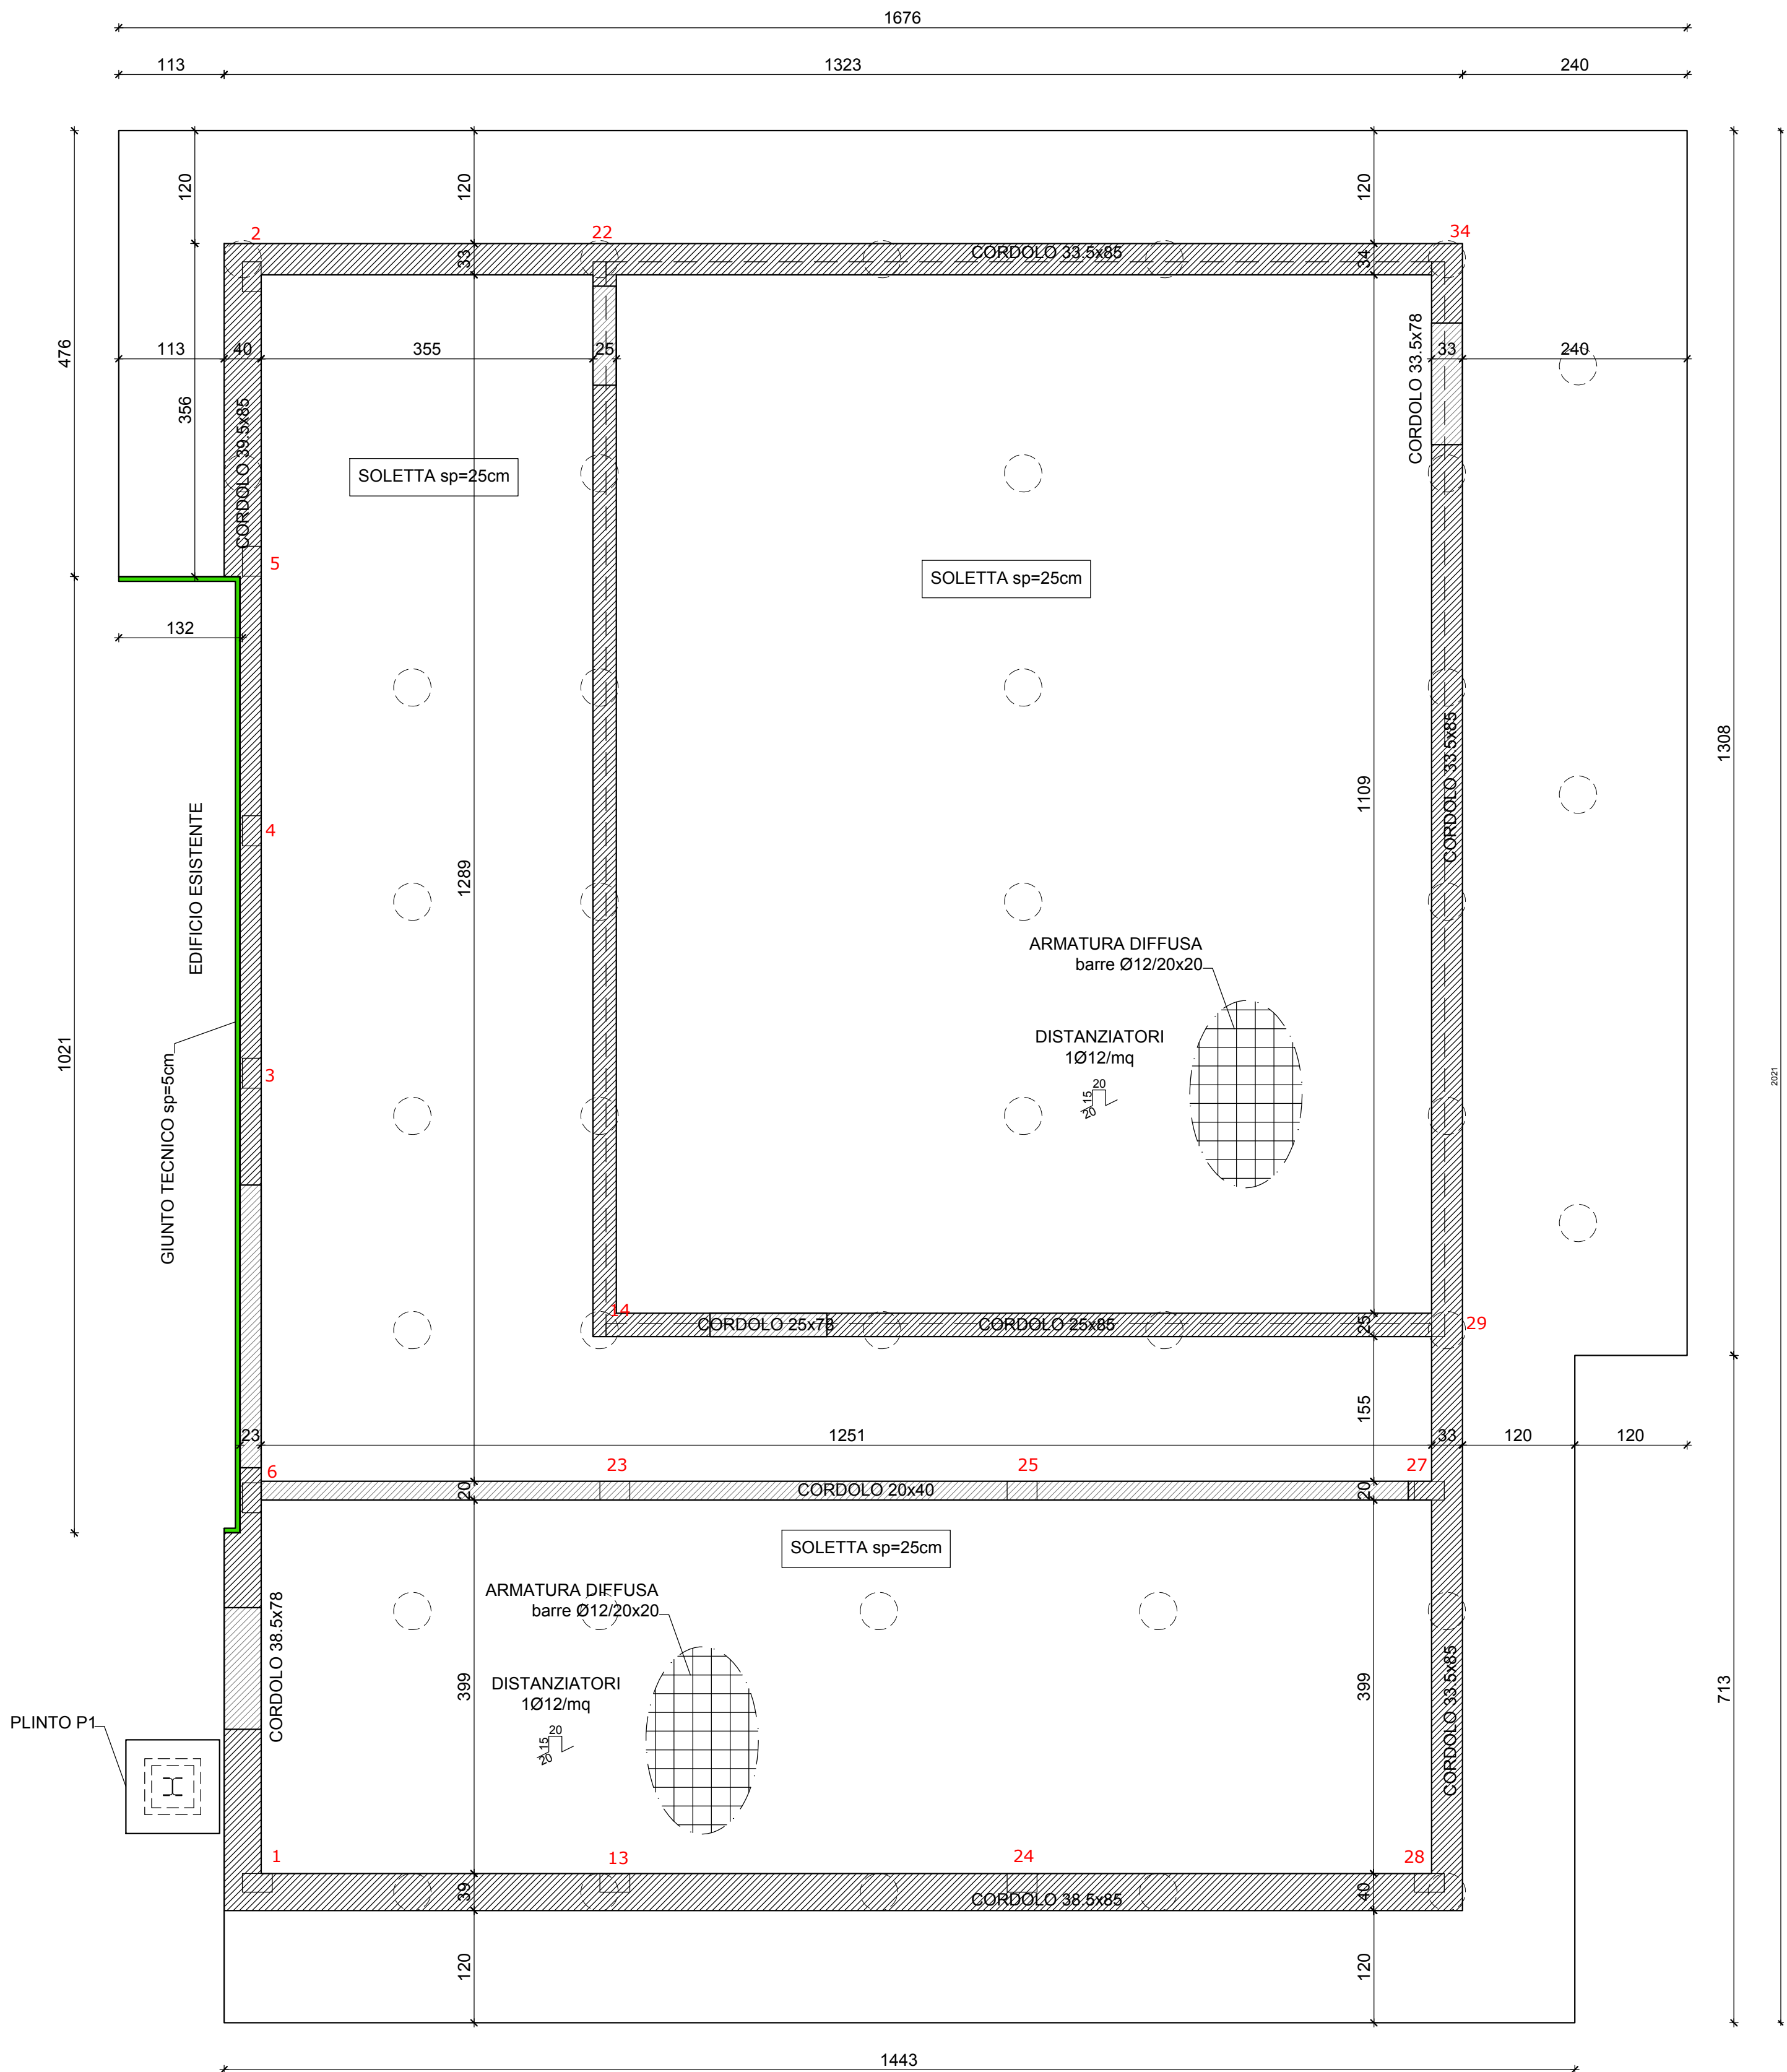 1676
113
1323
240
120
120
120
2
22
34
CORDOLO 33.5x85
33
34
476
356
113
40
355
25
33
240
CORDOLO 33.5x78
CORDOLO 39.5x85
SOLETTA sp=25cm
5
SOLETTA sp=25cm
132
1308
CORDOLO 33.5x85
1109
EDIFICIO ESISTENTE
4
1289
ARMATURA DIFFUSA
barre Ø12/20x20
DISTANZIATORI
1Ø12/mq
20
15
20
1021
GIUNTO TECNICO sp=5cm
3
2021
14
CORDOLO 25x78
CORDOLO 25x85
25
29
155
23
1251
33
120
120
6
23
25
27
20
CORDOLO 20x40
20
SOLETTA sp=25cm
ARMATURA DIFFUSA
barre Ø12/20x20
CORDOLO 38.5x78
DISTANZIATORI
1Ø12/mq
20
15
20
399
399
CORDOLO 33.5x85
713
PLINTO P1
1
13
24
28
39
CORDOLO 38.5x85
40
120
120
1443